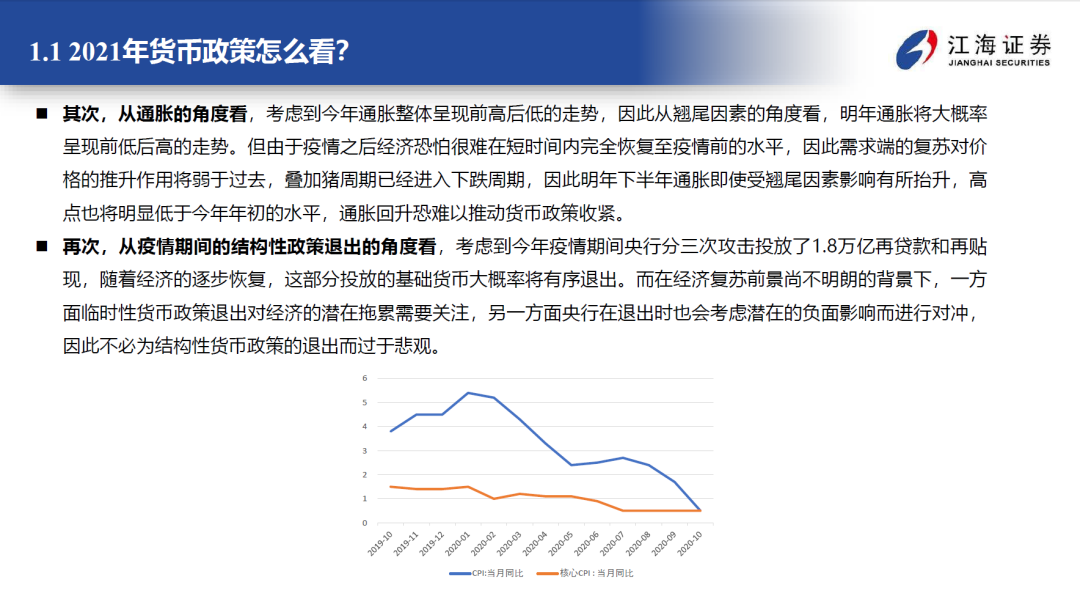 1.1 2021年货币政策怎么看?
江海证券
JIANGHAI SECURITIES
■ 其次，从通胀的角度看，考虑到今年通胀整体呈现前高后低的走势，因此从翘尾因素的角度看，明年通胀将大概率
呈现前低后高的走势。但由于疫情之后经济恐怕很难在短时间内完全恢复至疫情前的水平，因此需求端的复苏对价
格的推升作用将弱于过去，叠加猪周期已经进入下跌周期，因此明年下半年通胀即使受翘尾因素影响有所抬升，高
点也将明显低于今年年初的水平，通胀回升恐难以推动货币政策收紧。
■ 再次，从疫情期间的结构性政策退出的角度看，考虑到今年疫情期间央行分三次攻击投放了1.8万亿再贷款和再贴
现，随着经济的逐步恢复，这部分投放的基础货币大概率将有序退出。而在经济复苏前景尚不明朗的背景下，一方
面临时性货币政策退出对经济的潜在拖累需要关注，另一方面央行在退出时也会考虑潜在的负面影响而进行对冲，
因此不必为结构性货币政策的退出而过于悲观。
6
5
4
3
2
1
0
2019-10 2019-11 2019-12 2020-01 2020-02 2020-03 2020-04 2020-05 2020-06 2020-07 2020-08 2020-09 2020-10
CPI:当月同比 核心CPI：当月同比